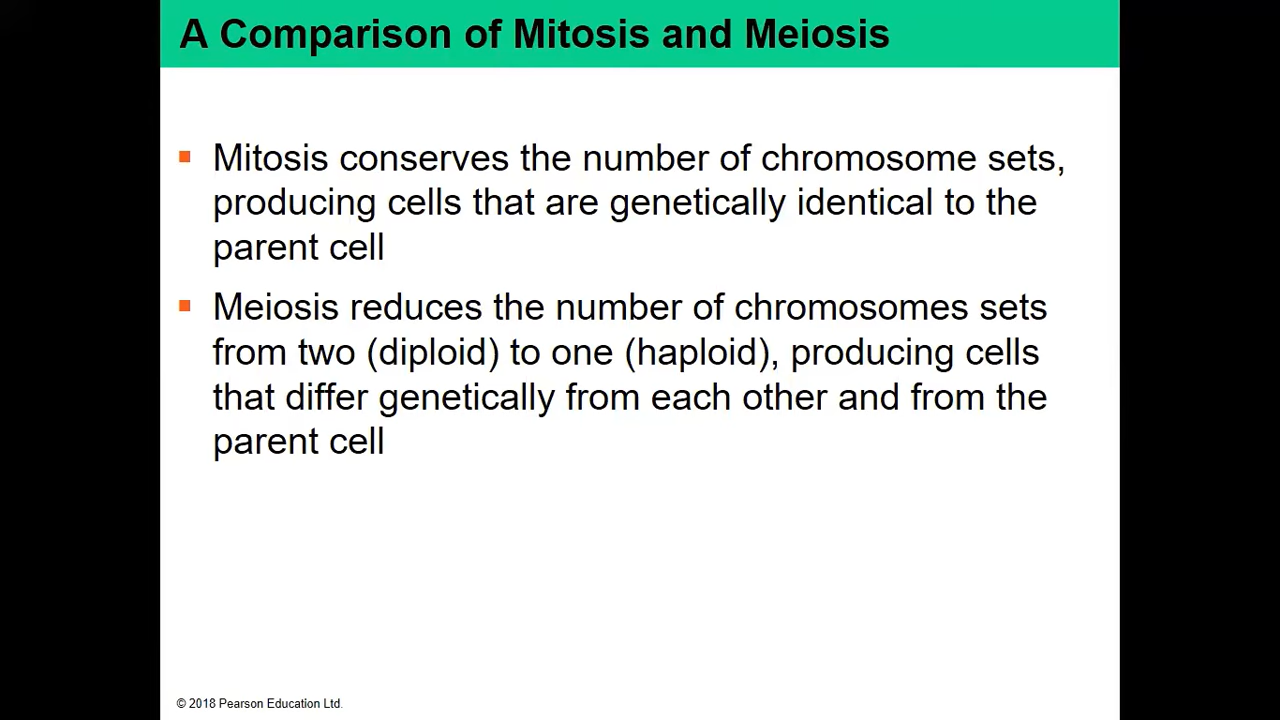 A Comparison of Mitosis and Meiosis
Mitosis conserves the number of chromosome sets,
producing cells that are genetically identical to the
parent cell
Meiosis reduces the number of chromosomes sets
from two (diploid) to one (haploid), producing cells
that differ genetically from each other and from the
parent cell
© 2018 Pearson Education Ltd.